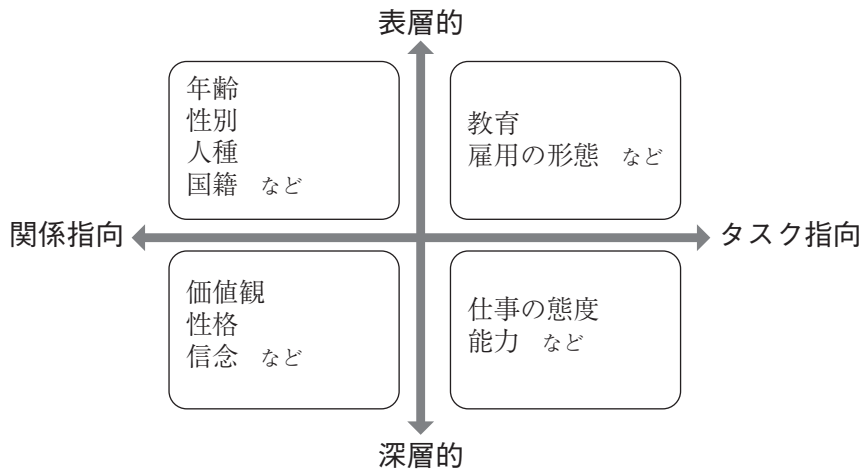 表層的
年齢
性別
人種
国籍 など
教育
雇用の形態 など
関係指向
タスク指向
価値観
性格
信念 など
仕事の態度
能力 など
深層的